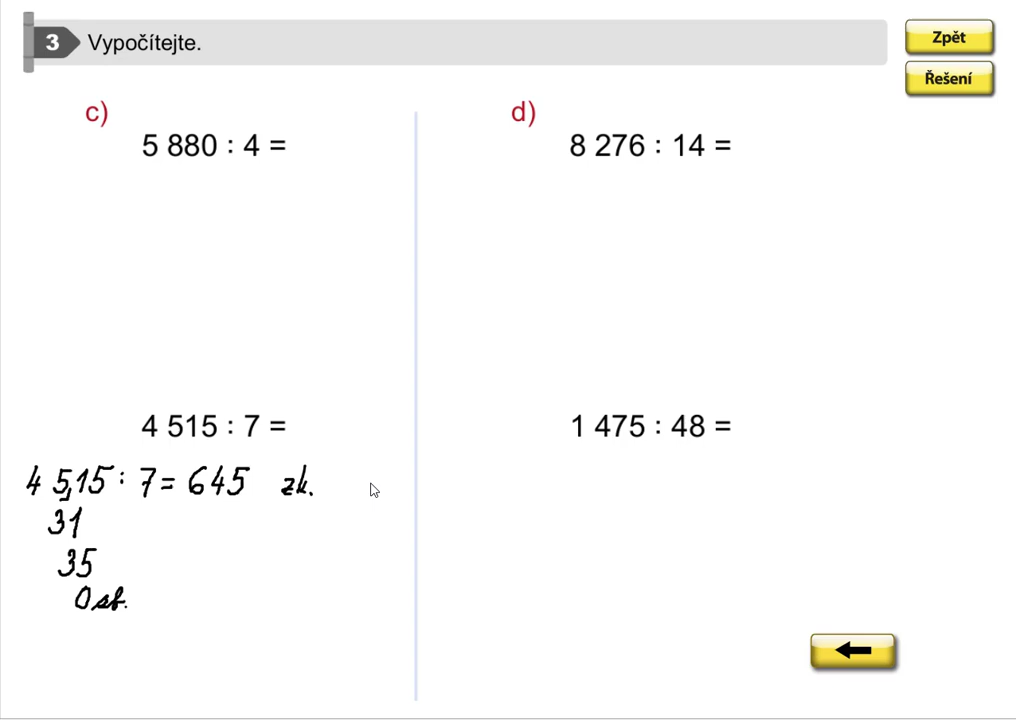 3 Vypočítejte.
Zpět
Řešení
c)
5 880 : 4 =
d)
8 276 : 14 =
4 515 : 7 =
4 5,15 : 7 = 645 zk.
31
35
0 zb.
1 475 : 48 =